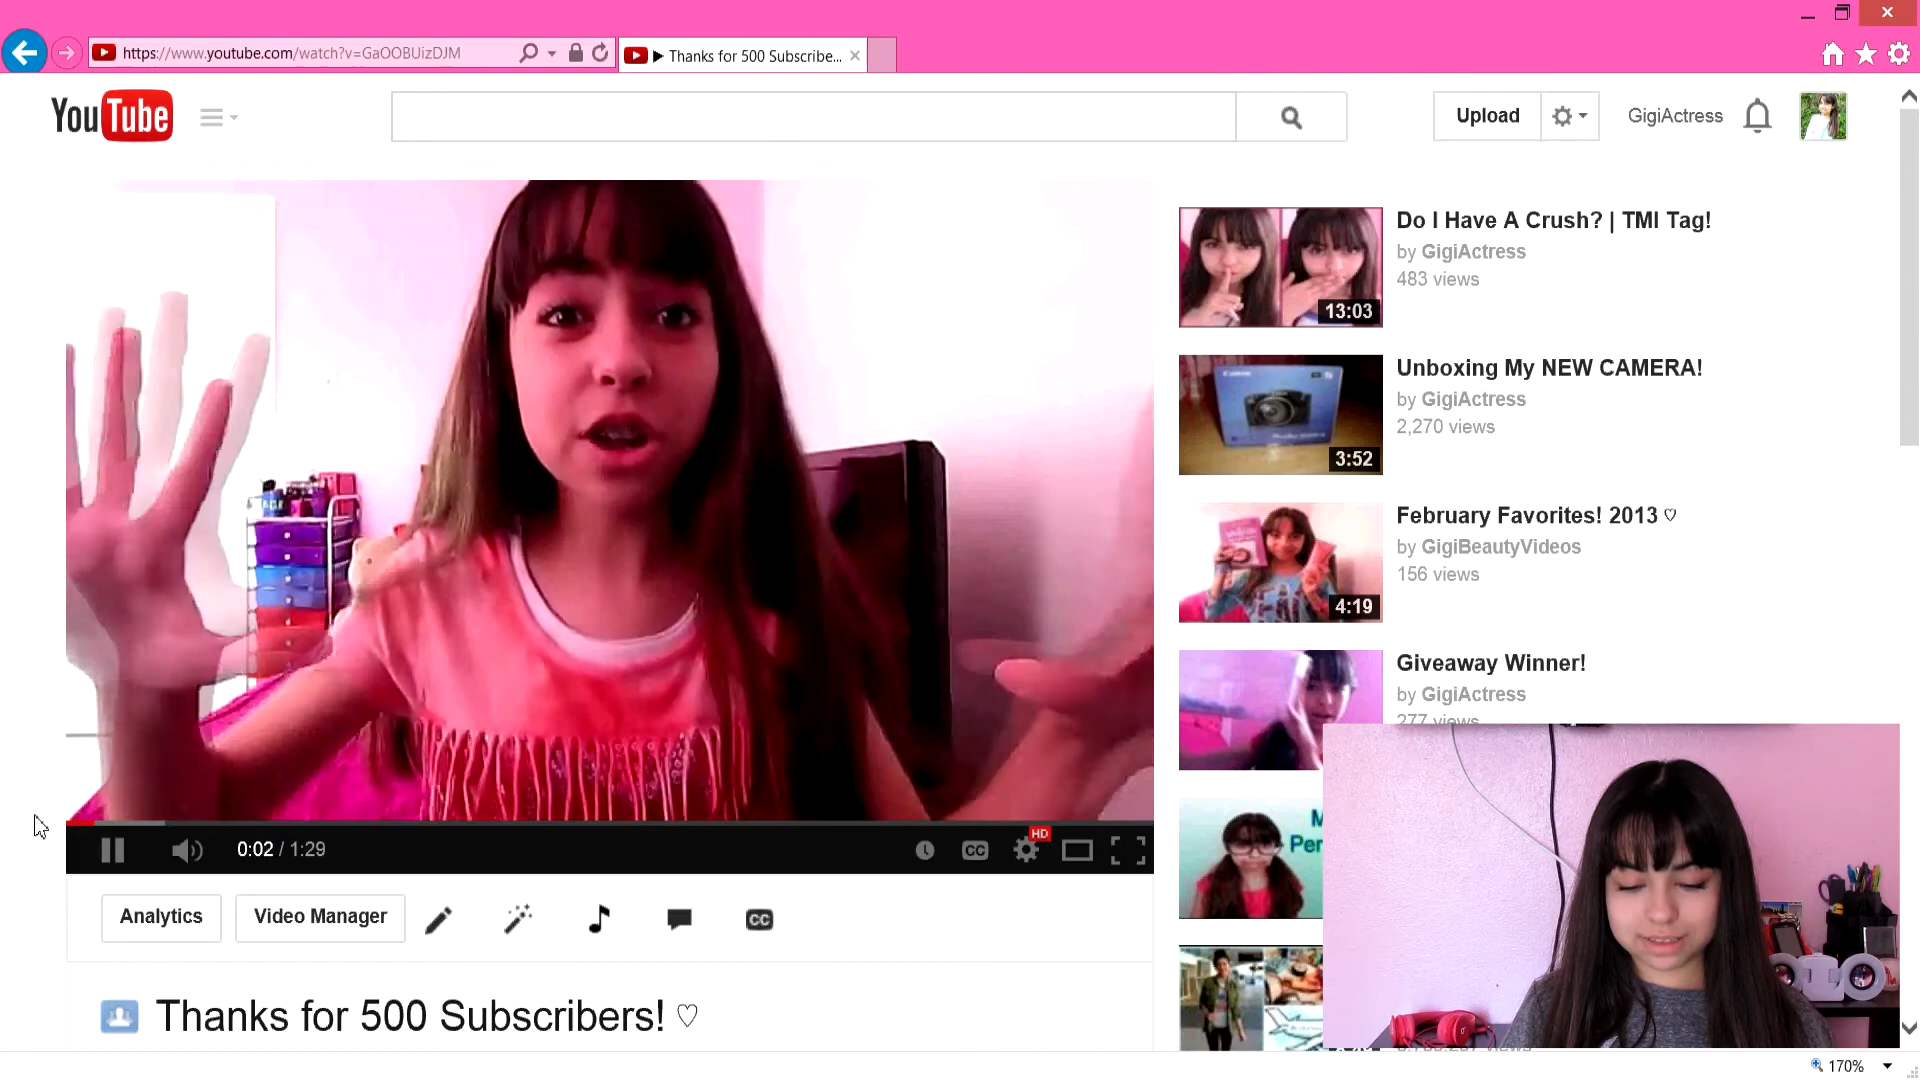 https://www.youtube.com/watch?v=GaOOBUizDJM
▶ Thanks for 500 Subscribe...
YouTube
Upload
GigiActress
Do I Have A Crush? | TMI Tag!
by GigiActress
483 views
13:03
Unboxing My NEW CAMERA!
by GigiActress
2,270 views
3:52
February Favorites! 2013 ♡
by GigiBeautyVideos
156 views
4:19
Giveaway Winner!
by GigiActress
277 views
HD
0:02 / 1:29
CC
Analytics
Video Manager
CC
Thanks for 500 Subscribers! ♡
170%